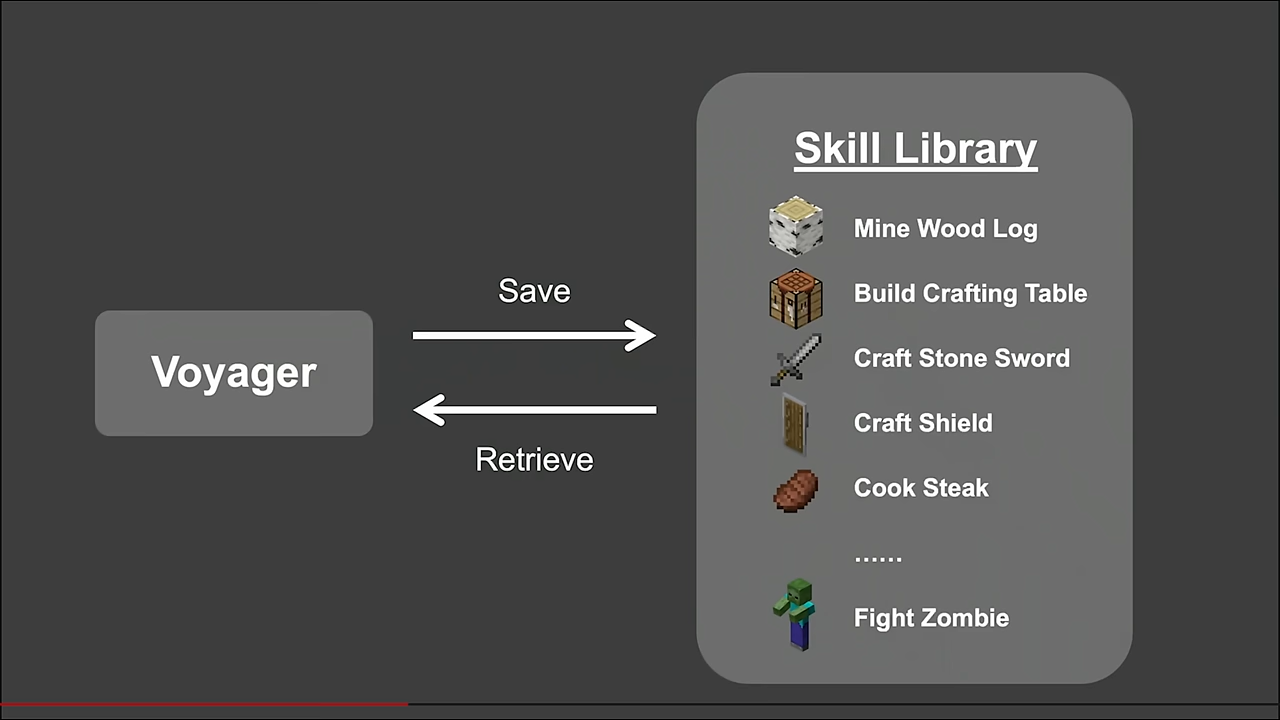 Skill Library
Mine Wood Log
Build Crafting Table
Craft Stone Sword
Craft Shield
Cook Steak
......
Fight Zombie
Save
Voyager
Retrieve